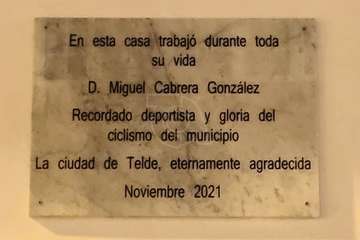 En esta casa trabajó durante toda
su vida
D. Miguel Cabrera González
Recordado deportista y gloria del
ciclismo del municipio
La ciudad de Telde, eternamente agradecida
Noviembre 2021